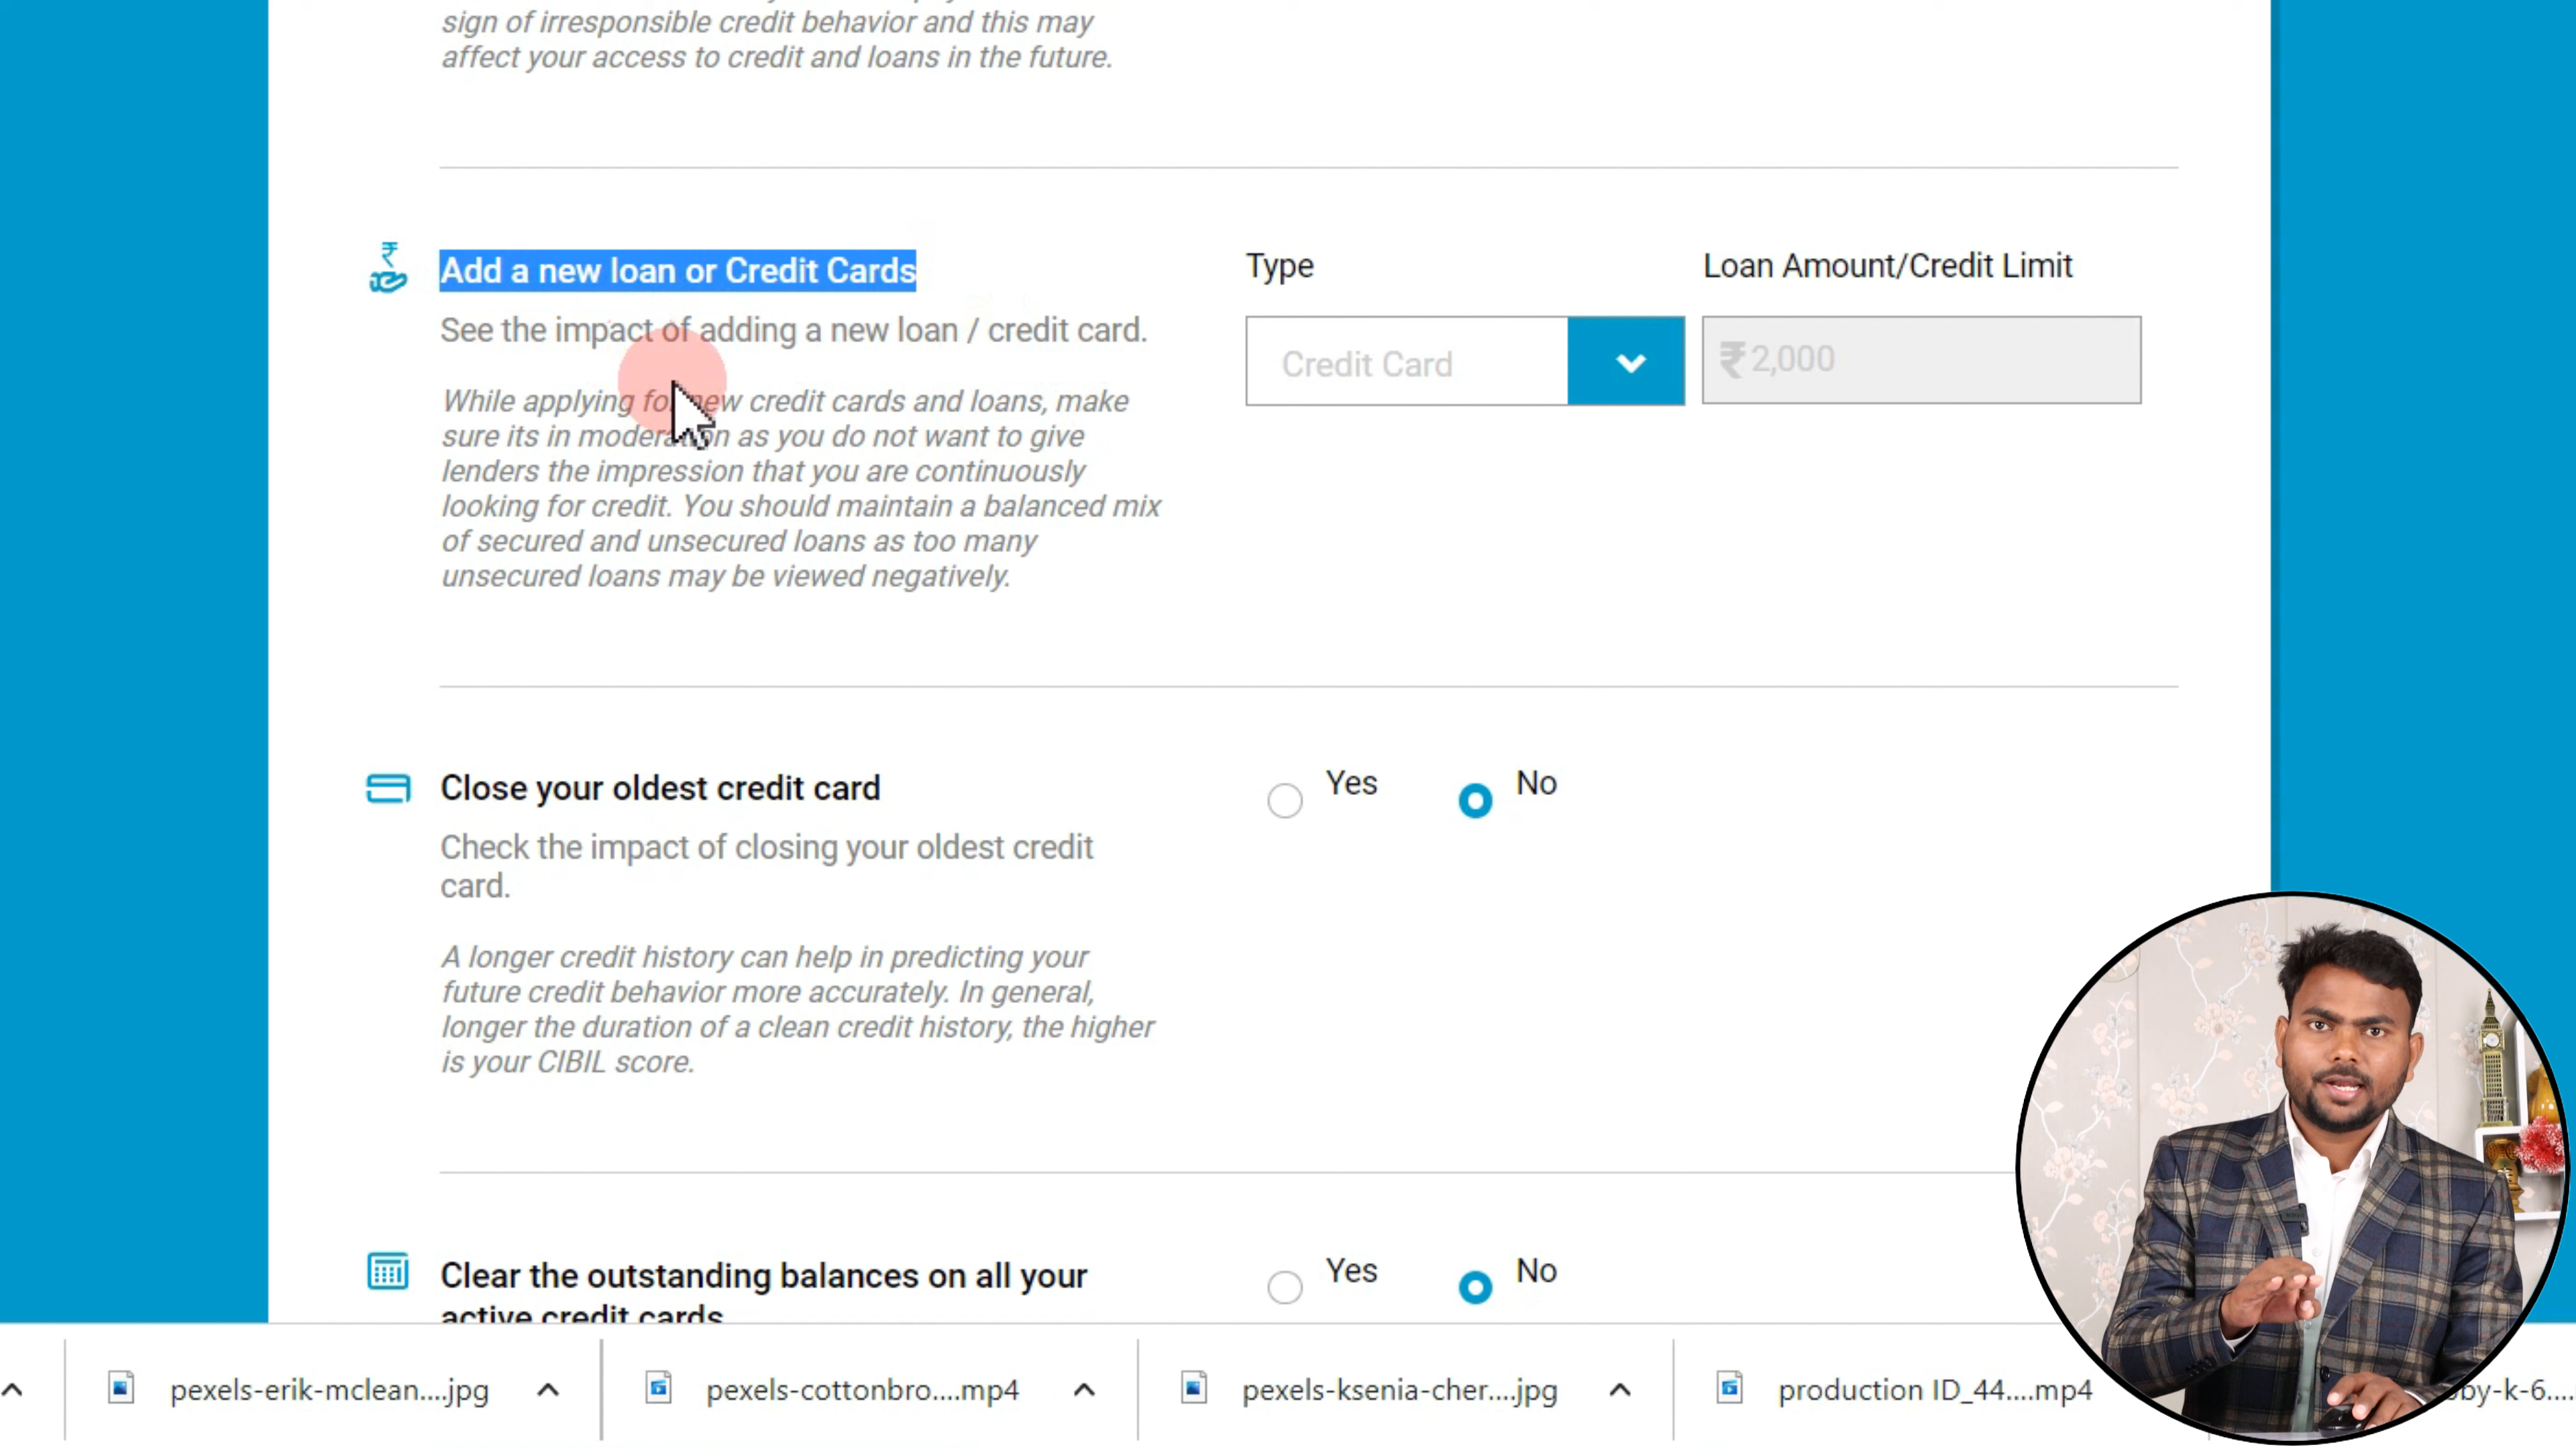 sign of irresponsible credit behavior and this may
affect your access to credit and loans in the future.
Add a new loan or Credit Cards
See the impact of adding a new loan / credit card.
While applying for new credit cards and loans, make
sure its in moderation as you do not want to give
lenders the impression that you are continuously
looking for credit. You should maintain a balanced mix
of secured and unsecured loans as too many
unsecured loans may be viewed negatively.
Type
Credit Card
Loan Amount/Credit Limit
₹ 2,000
Close your oldest credit card
Yes
No
Check the impact of closing your oldest credit
card.
A longer credit history can help in predicting your
future credit behavior more accurately. In general,
longer the duration of a clean credit history, the higher
is your CIBIL score.
Clear the outstanding balances on all your
active credit cards
Yes
No
pexels-erik-mclean....jpg
pexels-cottonbro....mp4
pexels-ksenia-cher....jpg
production ID_44....mp4
by-k-6....